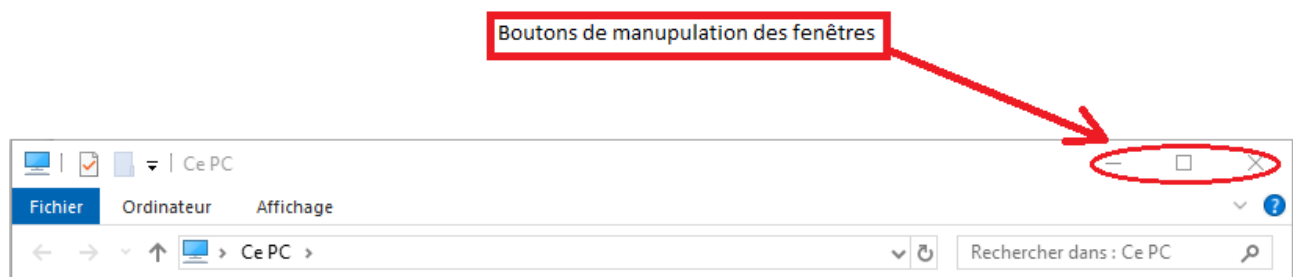 Boutons de manupulation des fenêtres
Ce PC
Fichier Ordinateur Affichage
Ce PC Rechercher dans : Ce PC